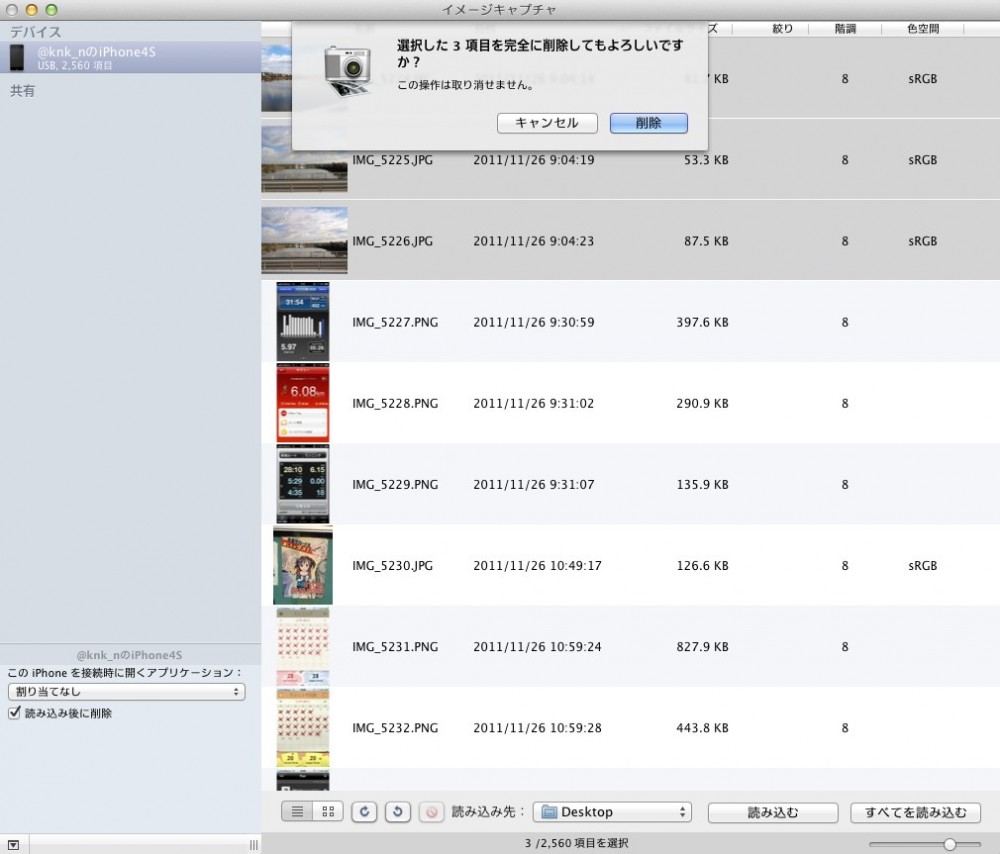 イメージキャプチャ
デバイス
@knk_nのiPhone4S
USB, 2,560 項目
共有
ズ 絞り 階調 色空間
選択した 3 項目を完全に削除してもよろしいですか？
この操作は取り消せません。
キャンセル 削除
KB 8 sRGB
IMG_5225.JPG 2011/11/26 9:04:19 53.3 KB 8 sRGB
IMG_5226.JPG 2011/11/26 9:04:23 87.5 KB 8 sRGB
31:54
5.97
IMG_5227.PNG 2011/11/26 9:30:59 397.6 KB 8
6.08km
IMG_5228.PNG 2011/11/26 9:31:02 290.9 KB 8
28:10 6.15
5:29 0.00
4:35 18
IMG_5229.PNG 2011/11/26 9:31:07 135.9 KB 8
IMG_5230.JPG 2011/11/26 10:49:17 126.6 KB 8 sRGB
IMG_5231.PNG 2011/11/26 10:59:24 827.9 KB 8
28 28
IMG_5232.PNG 2011/11/26 10:59:28 443.8 KB 8
28 28
@knk_nのiPhone4S
この iPhone を接続時に開くアプリケーション：
割り当てなし
読み込み後に削除
読み込み先： Desktop 読み込む すべてを読み込む
3 /2,560 項目を選択